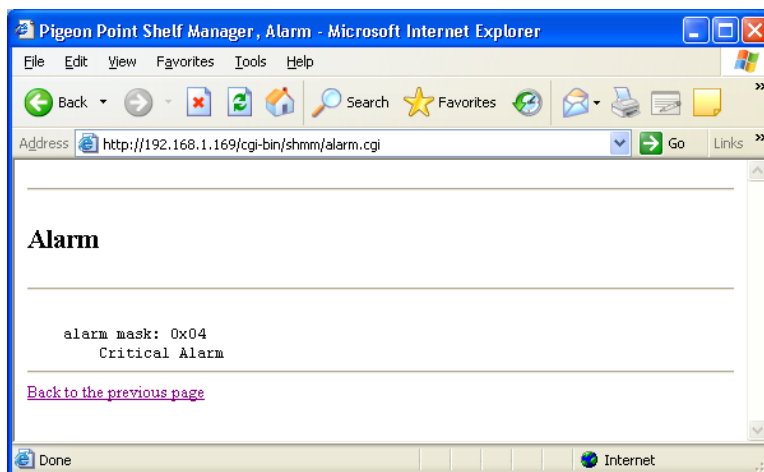 Pigeon Point Shelf Manager, Alarm - Microsoft Internet Explorer
File Edit View Favorites Tools Help
Back Search Favorites »
Address http://192.168.1.169/cgi-bin/shmm/alarm.cgi Go Links »
Alarm
alarm mask: 0x04
Critical Alarm
Back to the previous page
Done Internet